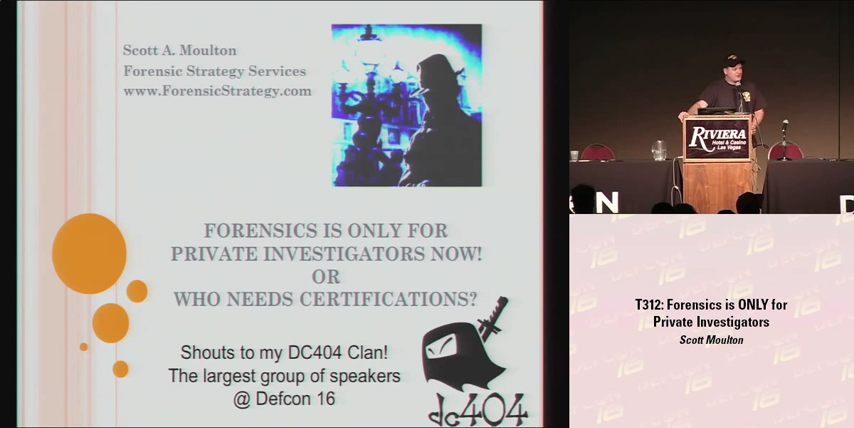 Scott A. Moulton
Forensic Strategy Services
www.ForensicStrategy.com
FORENSICS IS ONLY FOR
PRIVATE INVESTIGATORS NOW!
OR
WHO NEEDS CERTIFICATIONS?
Shouts to my DC404 Clan!
The largest group of speakers
@ Defcon 16
dc404
RIVIERA
Hotel & Casino
Las Vegas
N
D
T312: Forensics is ONLY for
Private Investigators
Scott Moulton
DEFCON
16